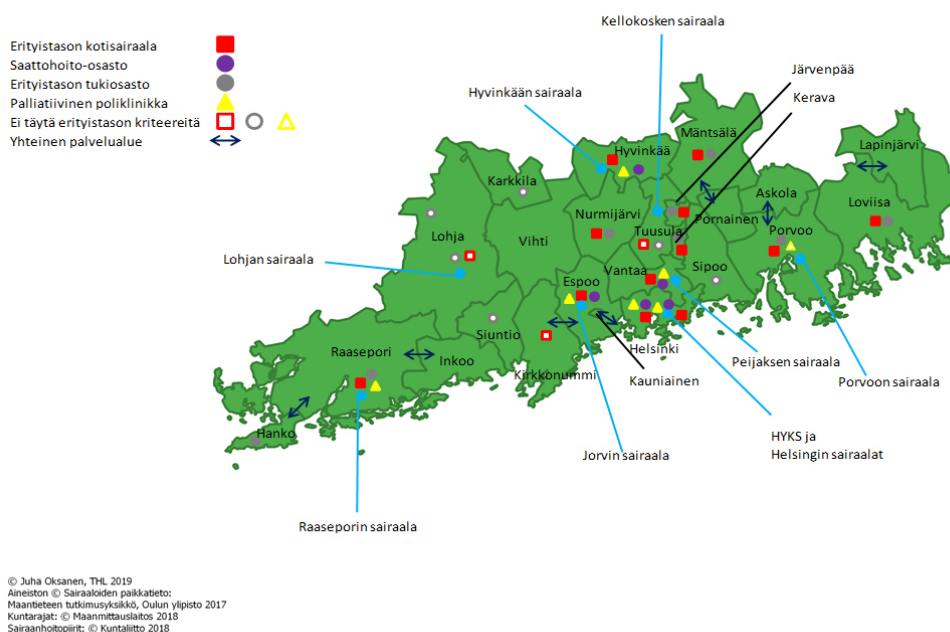 Kellokosken sairaala
Erityistason kotisairaala
Saattohoito-osasto
Erityistason tukiosasto
Palliatiivinen poliklinikka
Ei täytä erityistason kriteereitä
Yhteinen palvelualue
Järvenpää
Kerava
Hyvinkään sairaala
Mäntsälä
Hyvinkää
Lapinjärvi
Karkkila
Askola
Loviisa
Nurmijärvi
Pornainen
Tuusula
Porvoo
Lohja
Vihti
Lohjan sairaala
Vantaa
Sipoo
Espoo
Siuntio
Helsinki
Raasepori
Inkoo
Peijaksen sairaala
Kirkkonummi
Kauniainen
Porvoon sairaala
Hanko
HYKS ja
Helsingin sairaalat
Jorvin sairaala
Raaseporin sairaala
© Juha Oksanen, THL 2019
Aineiston © Sairaaloiden paikkatieto:
Maantieteen tutkimusyksikkö, Oulun ylipisto 2017
Kuntarajat: © Maanmittauslaitos 2018
Sairaanhoitopiirit: © Kuntaliitto 2018